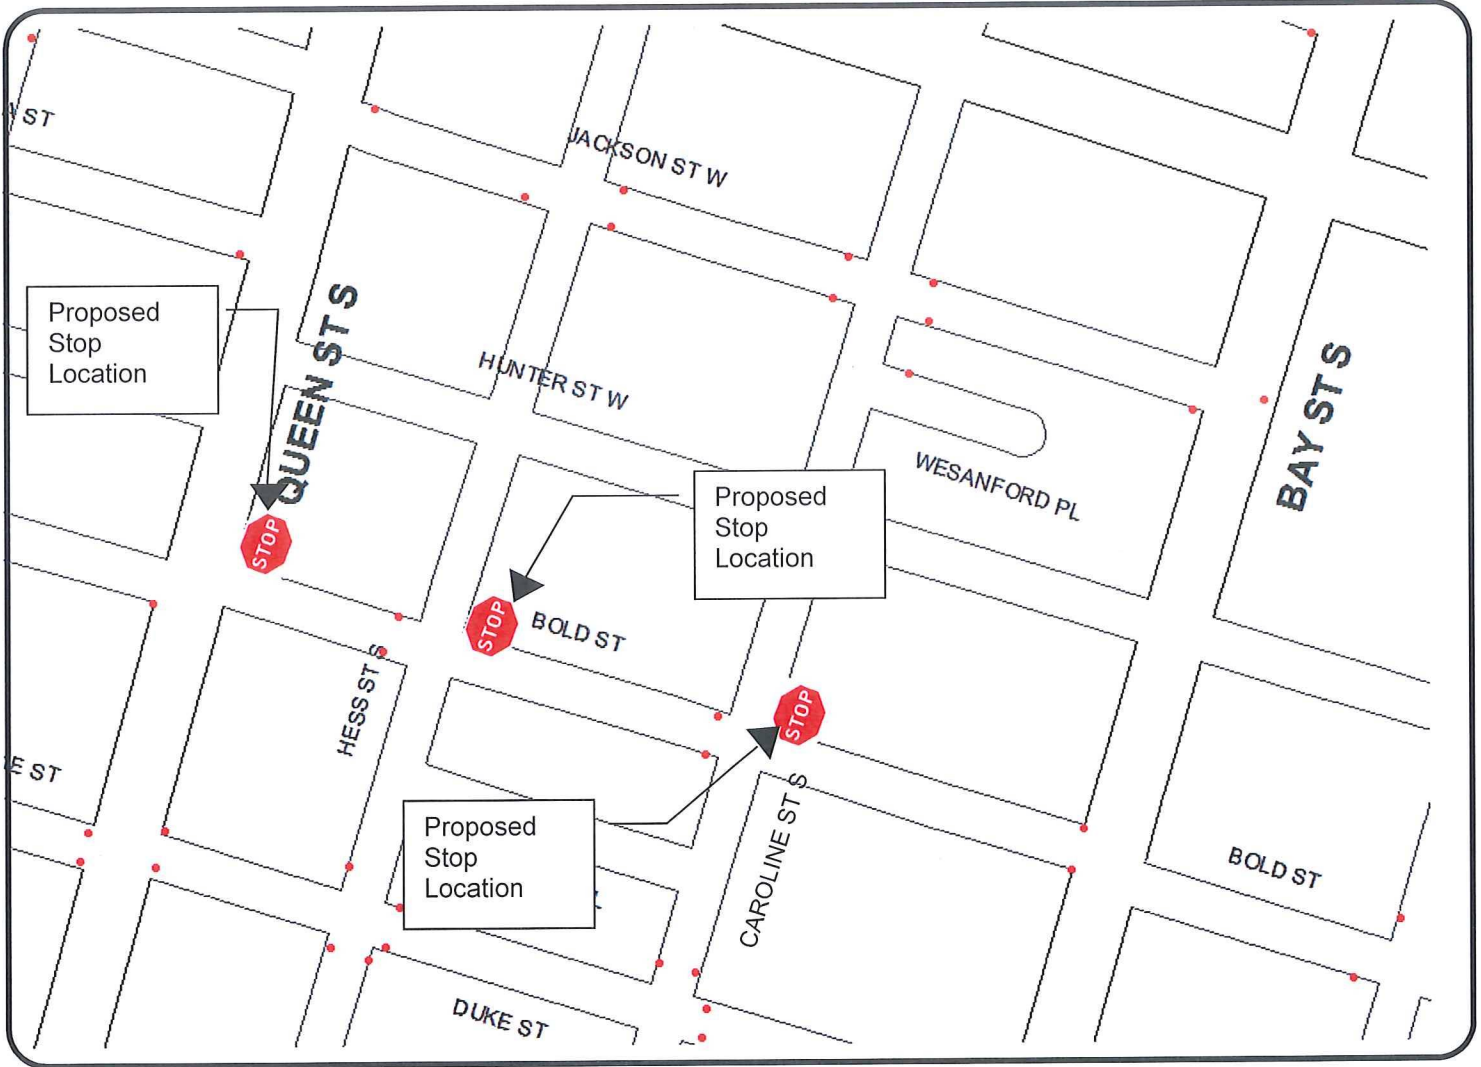 ST
JACKSON ST W
Proposed
Stop
Location
QUEEN ST S
HUNTER ST W
BAY ST S
WESANFORD PL
Proposed
Stop
Location
STOP
STOP
BOLD ST
HESS ST S
STOP
E ST
Proposed
Stop
Location
CAROLINE ST S
BOLD ST
DUKE ST